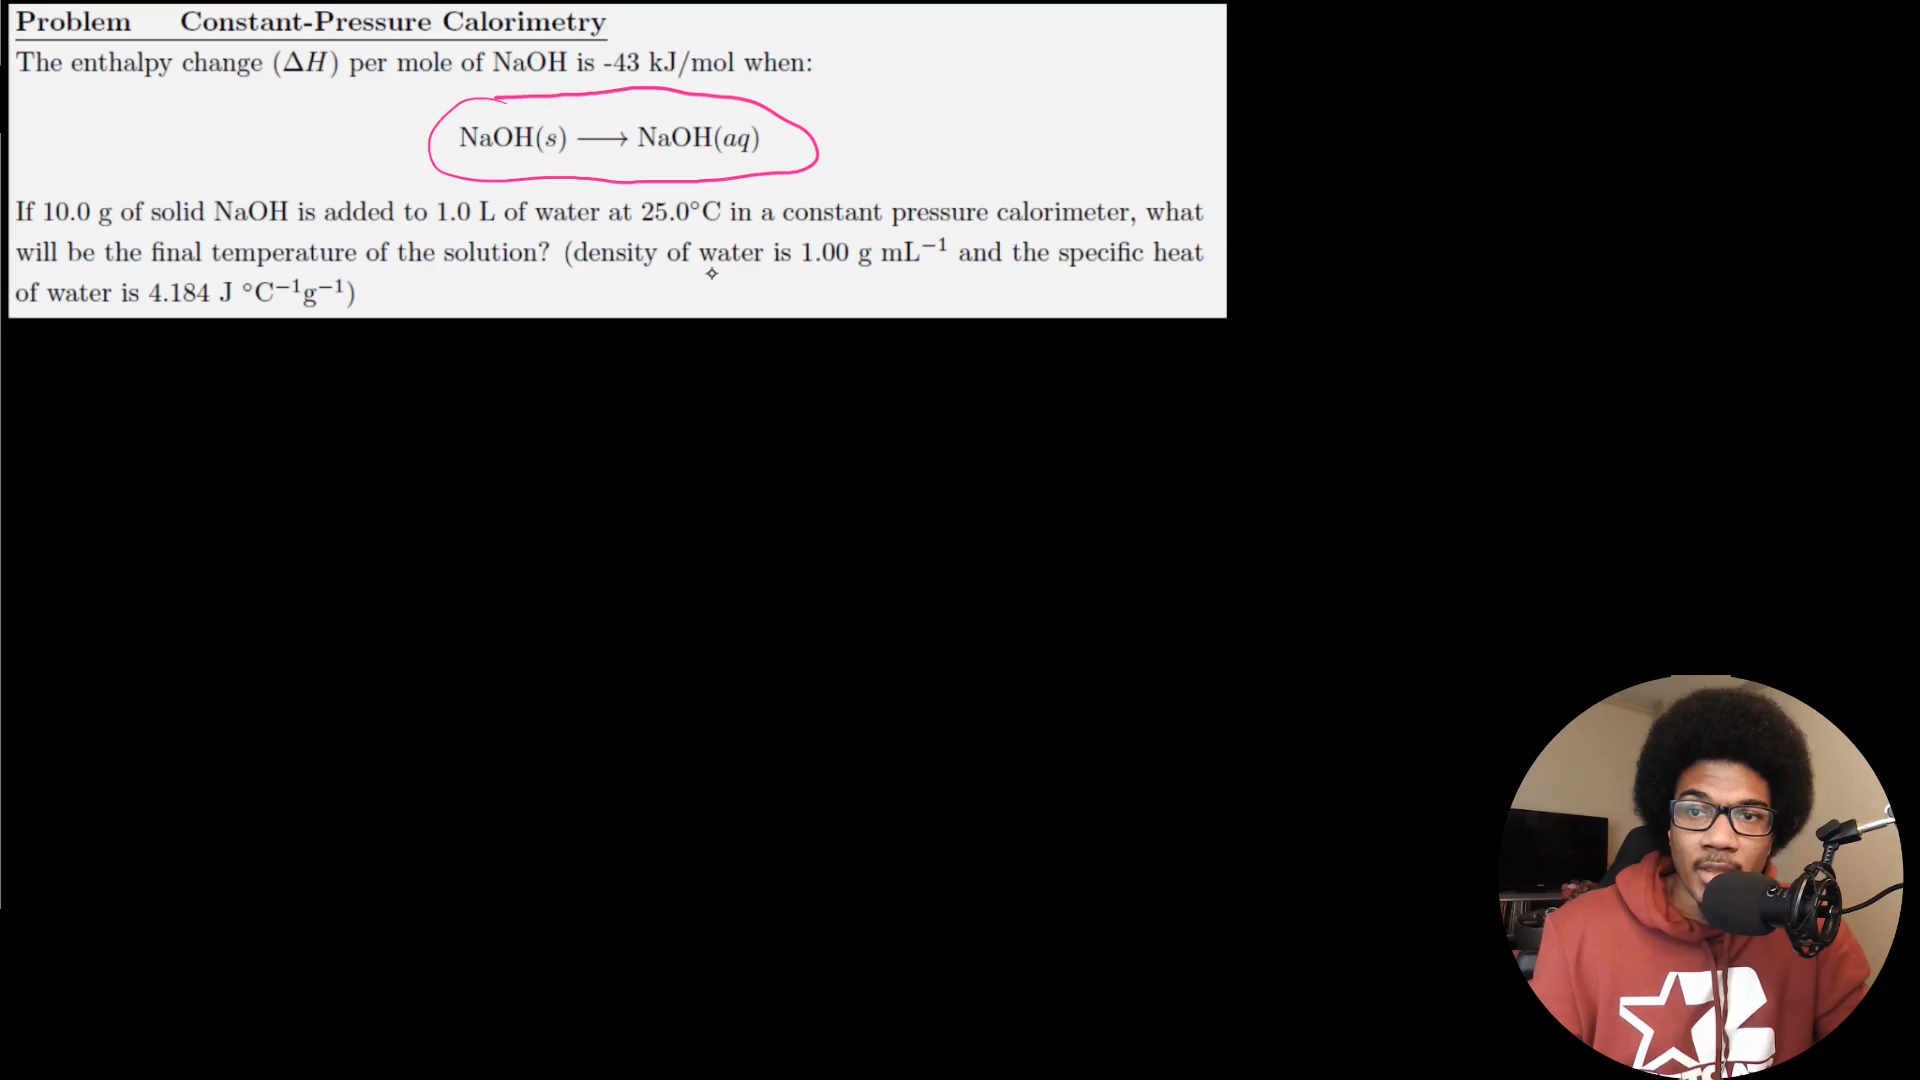 Problem Constant-Pressure Calorimetry
The enthalpy change (ΔH) per mole of NaOH is -43 kJ/mol when:
NaOH(s) ⟶ NaOH(aq)
If 10.0 g of solid NaOH is added to 1.0 L of water at 25.0°C in a constant pressure calorimeter, what
will be the final temperature of the solution? (density of water is 1.00 g mL⁻¹ and the specific heat
of water is 4.184 J °C⁻¹g⁻¹)